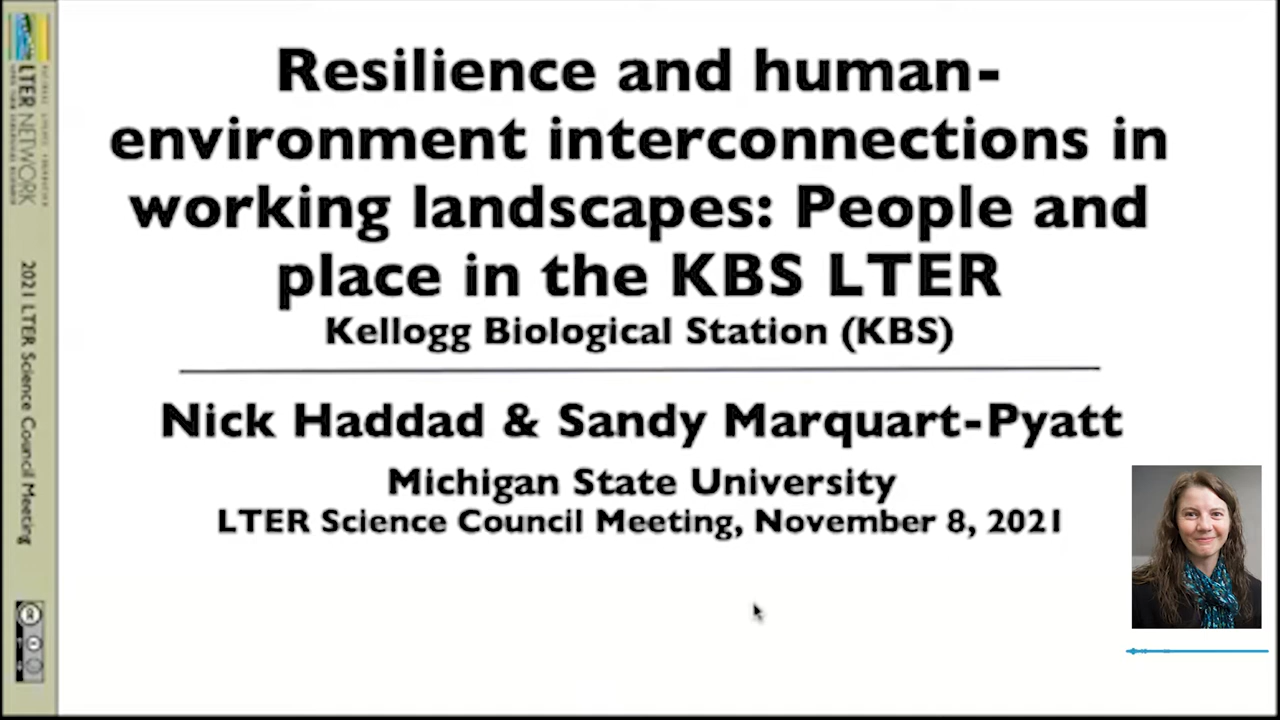 Resilience and human-
environment interconnections in
working landscapes: People and
place in the KBS LTER
Kellogg Biological Station (KBS)
Nick Haddad & Sandy Marquart-Pyatt
Michigan State University
LTER Science Council Meeting, November 8, 2021
LTER NETWORK
2021 LTER Science Council Meeting